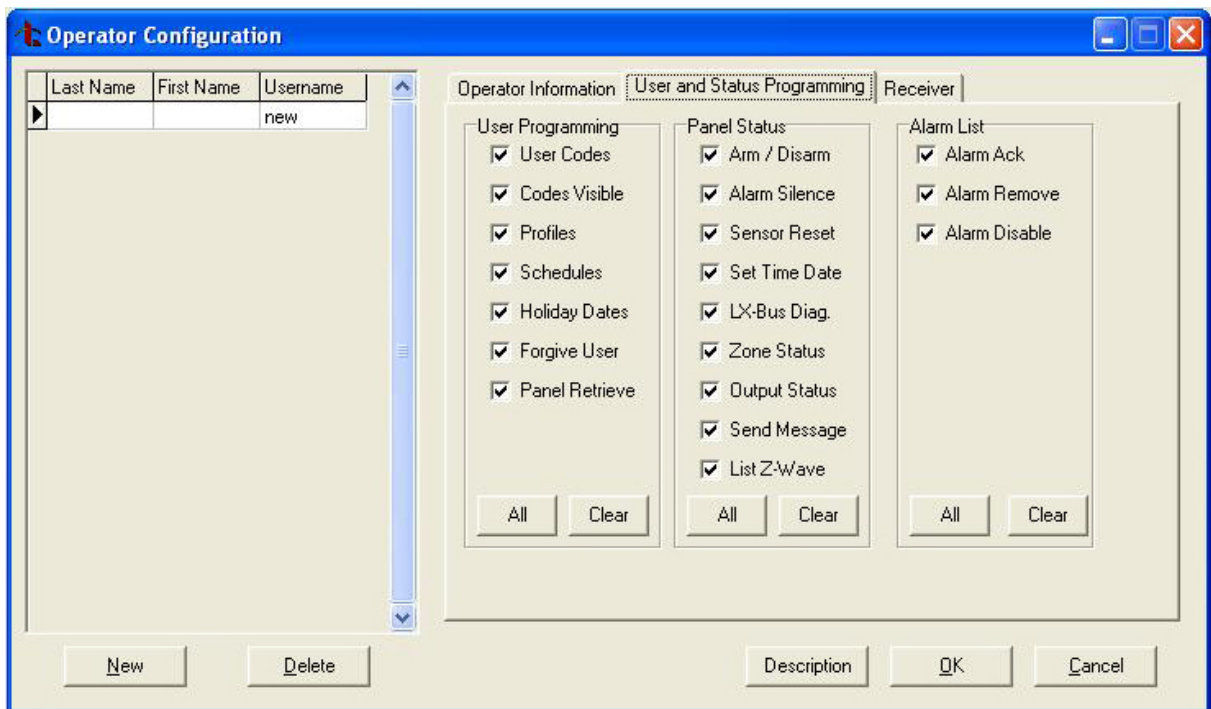 Operator Configuration
Last Name First Name Username
new
Operator Information User and Status Programming Receiver
User Programming
User Codes
Codes Visible
Profiles
Schedules
Holiday Dates
Forgive User
Panel Retrieve
All Clear
Panel Status
Arm / Disarm
Alarm Silence
Sensor Reset
Set Time Date
LX-Bus Diag.
Zone Status
Output Status
Send Message
List Z-Wave
All Clear
Alarm List
Alarm Ack
Alarm Remove
Alarm Disable
All Clear
New Delete
Description OK Cancel